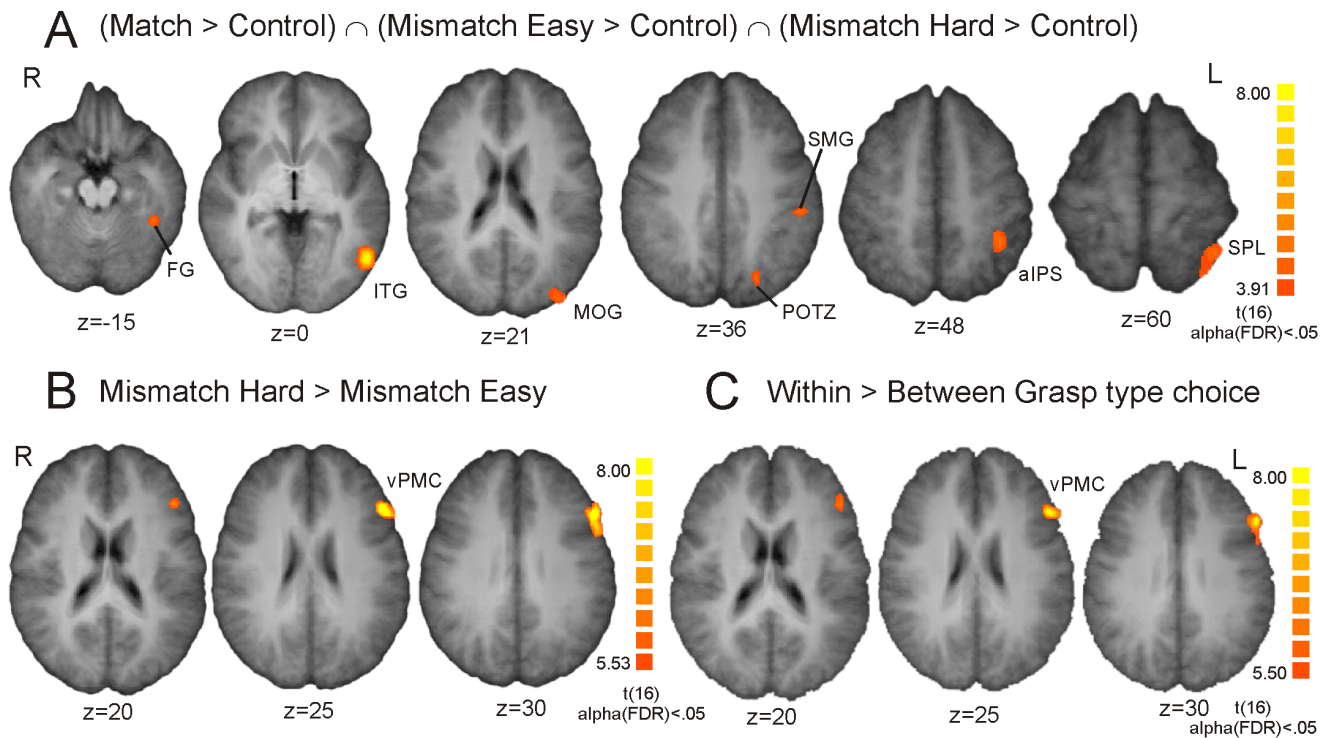 A (Match > Control) ∩ (Mismatch Easy > Control) ∩ (Mismatch Hard > Control)
R
L
8.00
SMG
FG
ITG
MOG
POTZ
aIPS
SPL
3.91
t(16)
alpha(FDR)<.05
z=-15
z=0
z=21
z=36
z=48
z=60
B Mismatch Hard > Mismatch Easy
R
vPMC
8.00
5.53
t(16)
alpha(FDR)<.05
z=20
z=25
z=30
C Within > Between Grasp type choice
L
vPMC
8.00
5.50
t(16)
alpha(FDR)<.05
z=20
z=25
z=30